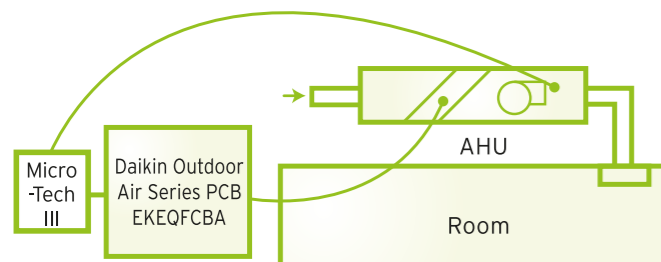 Micro
-Tech
III
Daikin Outdoor
Air Series PCB
EKEQFCBA
AHU
Room